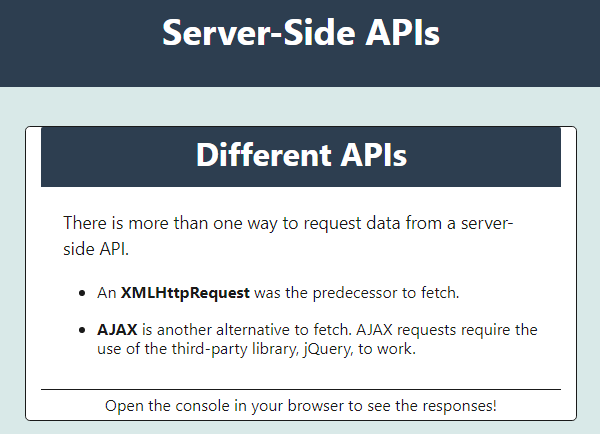 Server-Side APIs
Different APIs
There is more than one way to request data from a server-
side API.
An XMLHttpRequest was the predecessor to fetch.
AJAX is another alternative to fetch. AJAX requests require the
use of the third-party library, jQuery, to work.
Open the console in your browser to see the responses!